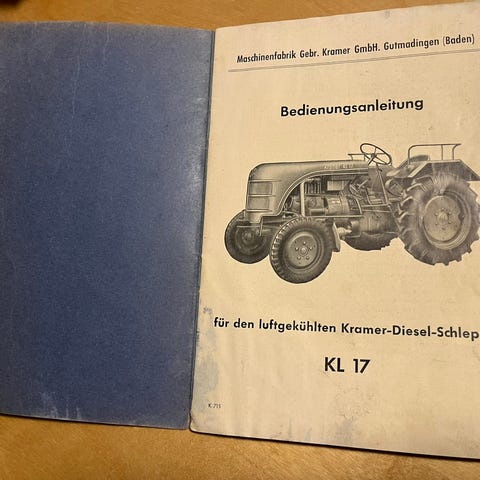 Maschinenfabrik Gebr. Kramer GmbH. Gutmadingen (Baden)
Bedienungsanleitung
für den luftgekühlten Kramer-Diesel-Schlep
KL 17
K 715